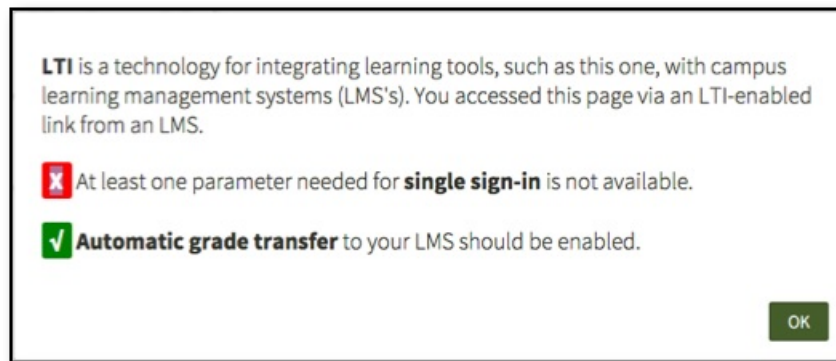 LTI is a technology for integrating learning tools, such as this one, with campus
learning management systems (LMS's). You accessed this page via an LTI-enabled
link from an LMS.
X At least one parameter needed for single sign-in is not available.
√ Automatic grade transfer to your LMS should be enabled.
OK